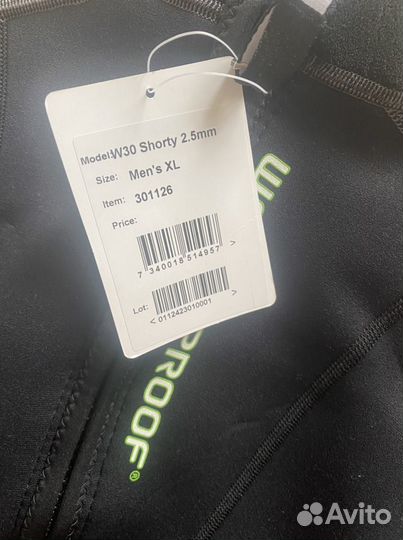 Model: W30 Shorty 2.5mm
Size: Men's XL
Item: 301126
Price:
7 340018 514957 >
Lot:
< 0112423010001 >
PROOF®
Avito